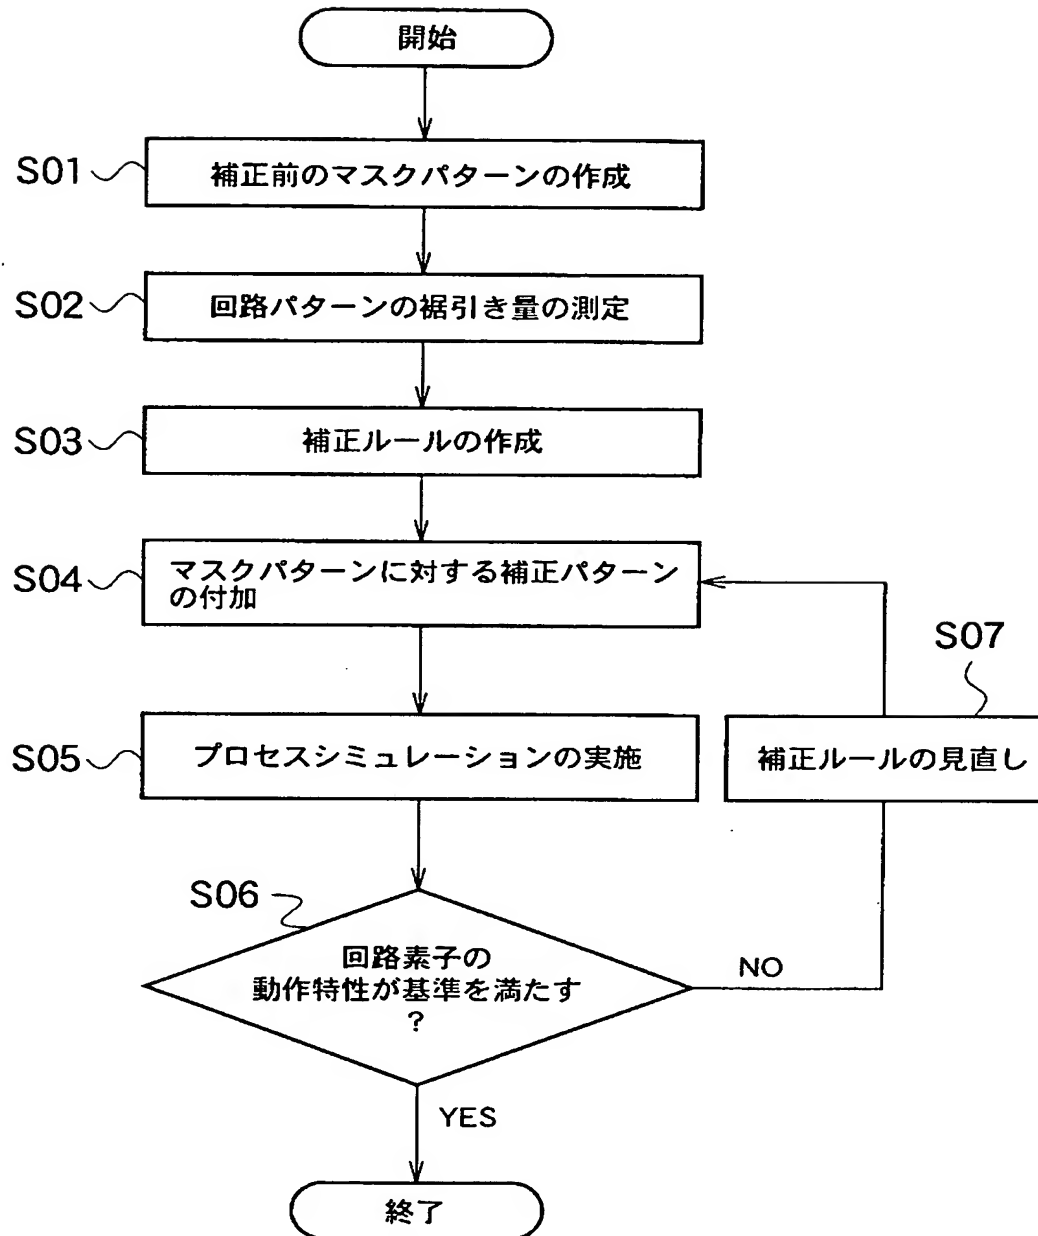 開始
S01
補正前のマスクパターンの作成
S02
回路パターンの裾引き量の測定
S03
補正ルールの作成
S04
マスクパターンに対する補正パターン
の付加
S05
プロセスシミュレーションの実施
S07
補正ルールの見直し
S06
回路素子の
動作特性が基準を満たす
?
NO
YES
終了